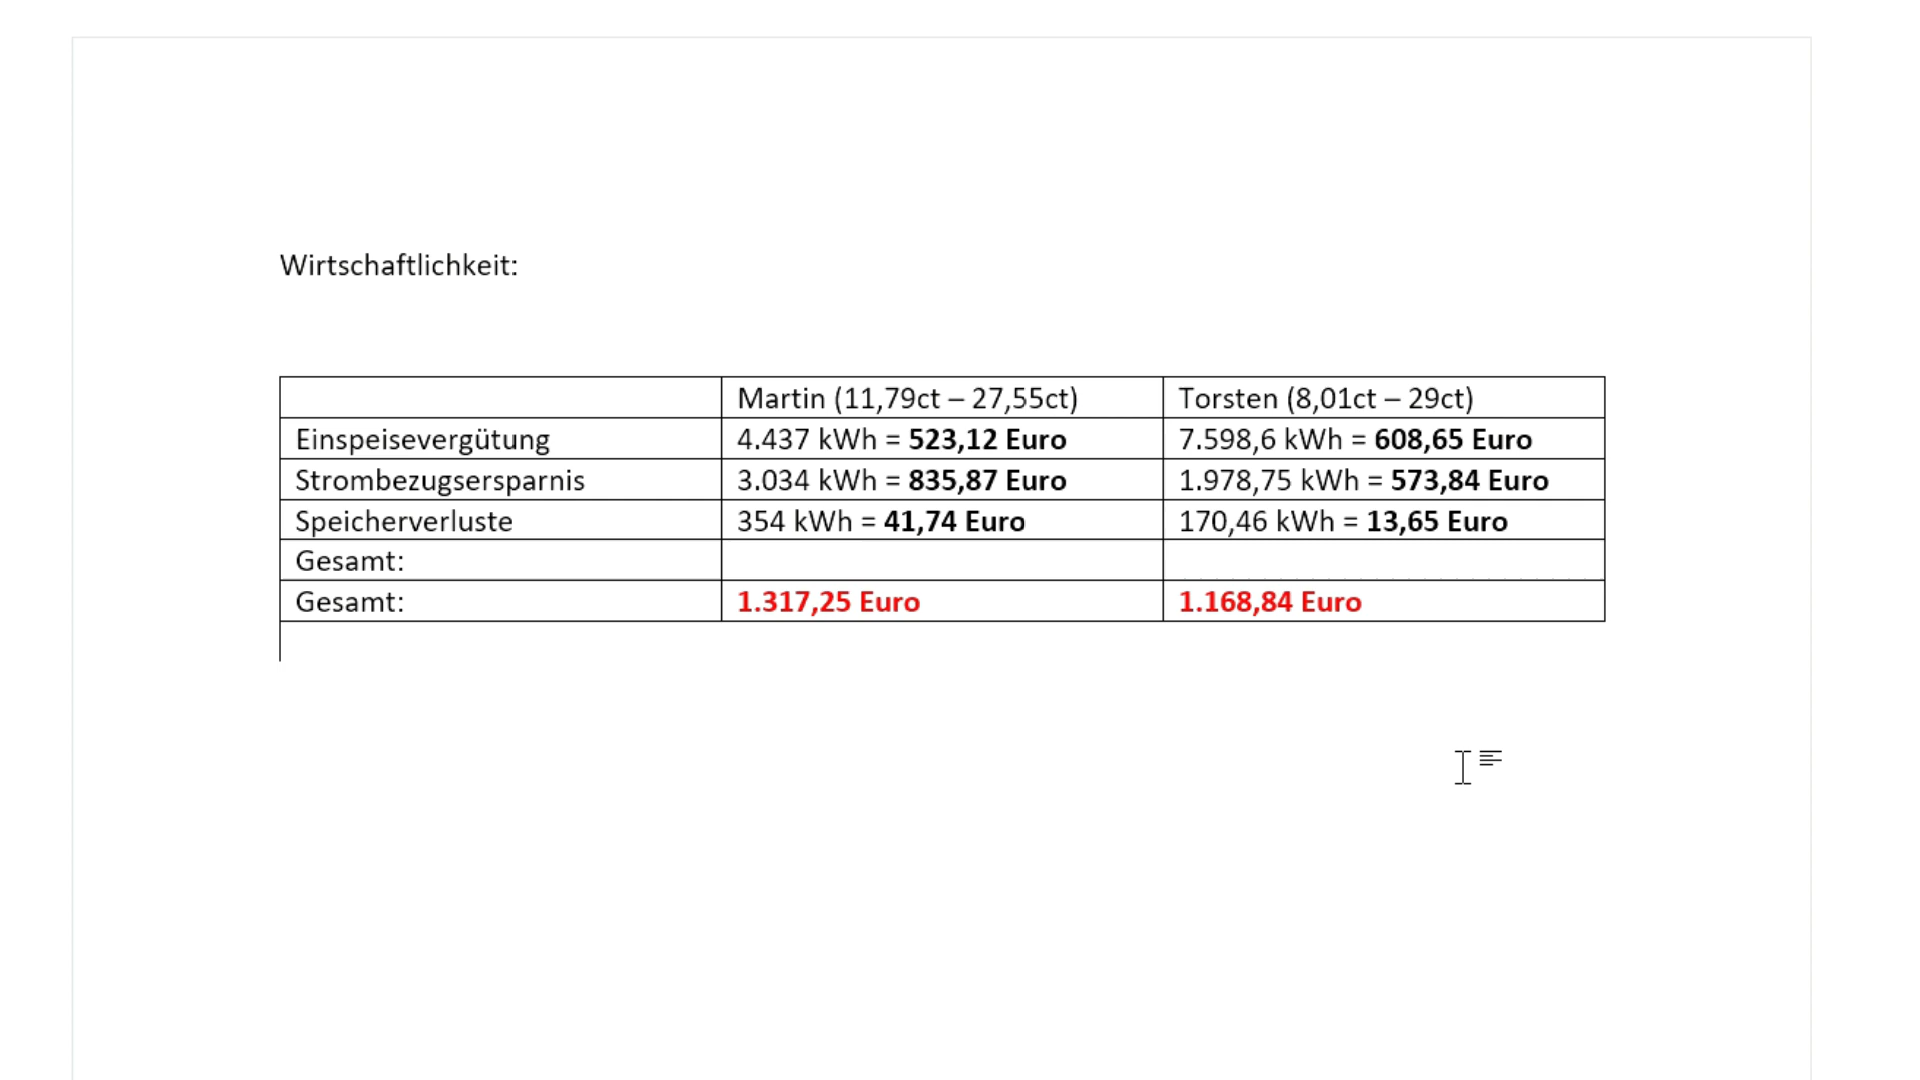 Wirtschaftlichkeit:
Martin (11,79ct – 27,55ct) Torsten (8,01ct – 29ct)
Einspeisevergütung 4.437 kWh = 523,12 Euro 7.598,6 kWh = 608,65 Euro
Strombezugsersparnis 3.034 kWh = 835,87 Euro 1.978,75 kWh = 573,84 Euro
Speicherverluste 354 kWh = 41,74 Euro 170,46 kWh = 13,65 Euro
Gesamt:
Gesamt: 1.317,25 Euro 1.168,84 Euro